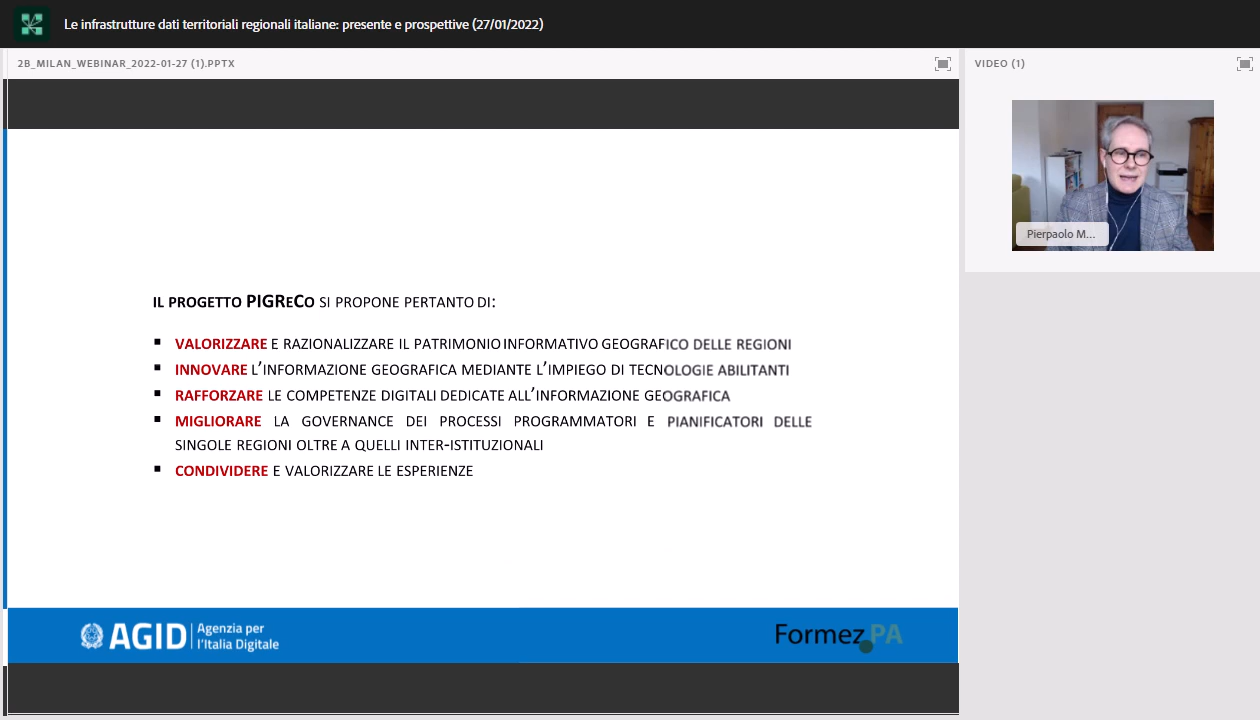 Le infrastrutture dati territoriali regionali italiane: presente e prospettive (27/01/2022)
2B_MILAN_WEBINAR_2022-01-27 (1).PPTX
VIDEO (1)
Pierpaolo M...
IL PROGETTO PIGRECO SI PROPONE PERTANTO DI:
▪ VALORIZZARE E RAZIONALIZZARE IL PATRIMONIO INFORMATIVO GEOGRAFICO DELLE REGIONI
▪ INNOVARE L'INFORMAZIONE GEOGRAFICA MEDIANTE L'IMPIEGO DI TECNOLOGIE ABILITANTI
▪ RAFFORZARE LE COMPETENZE DIGITALI DEDICATE ALL'INFORMAZIONE GEOGRAFICA
▪ MIGLIORARE LA GOVERNANCE DEI PROCESSI PROGRAMMATORI E PIANIFICATORI DELLE
SINGOLE REGIONI OLTRE A QUELLI INTER-ISTITUZIONALI
▪ CONDIVIDERE E VALORIZZARE LE ESPERIENZE
AGID
Agenzia per
l'Italia Digitale
Formez PA